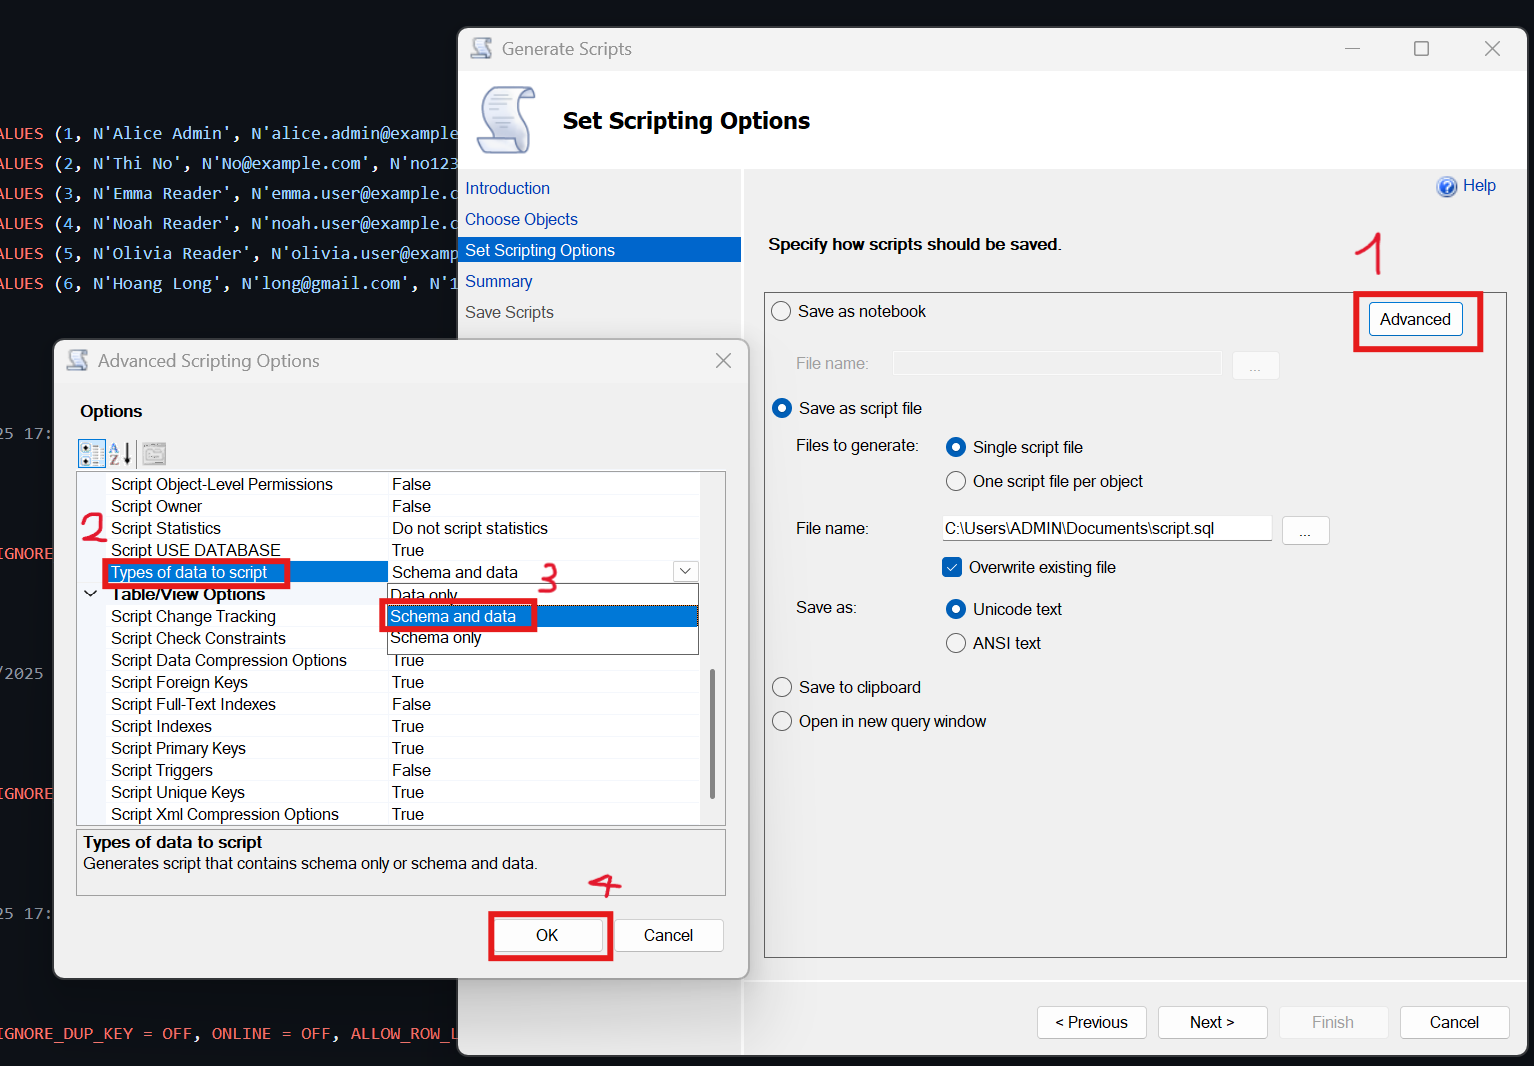 Generate Scripts
Set Scripting Options
ALUES (1, N'Alice Admin', N'alice.admin@example
ALUES (2, N'Thi No', N'No@example.com', N'no123
ALUES (3, N'Emma Reader', N'emma.user@example.c
ALUES (4, N'Noah Reader', N'noah.user@example.c
ALUES (5, N'Olivia Reader', N'olivia.user@examp
ALUES (6, N'Hoang Long', N'long@gmail.com', N'1
25 17:
IGNORE
/2025
IGNORE
25 17:
IGNORE_DUP_KEY = OFF, ONLINE = OFF, ALLOW_ROW_L
Introduction
Choose Objects
Set Scripting Options
Summary
Save Scripts
Help
Specify how scripts should be saved.
1
Save as notebook
Advanced
File name:
...
Save as script file
Files to generate:
Single script file
One script file per object
File name:
C:\Users\ADMIN\Documents\script.sql
...
Overwrite existing file
Save as:
Unicode text
ANSI text
Save to clipboard
Open in new query window
< Previous
Next >
Finish
Cancel
Advanced Scripting Options
Options
A
Z
Script Object-Level Permissions False
Script Owner False
2
Script Statistics Do not script statistics
Script USE DATABASE True
Types of data to script Schema and data
3
Table/View Options
Data only
Schema and data
Schema only
Script Change Tracking
Script Check Constraints
Script Data Compression Options True
Script Foreign Keys True
Script Full-Text Indexes False
Script Indexes True
Script Primary Keys True
Script Triggers False
Script Unique Keys True
Script Xml Compression Options True
Types of data to script
Generates script that contains schema only or schema and data.
4
OK
Cancel